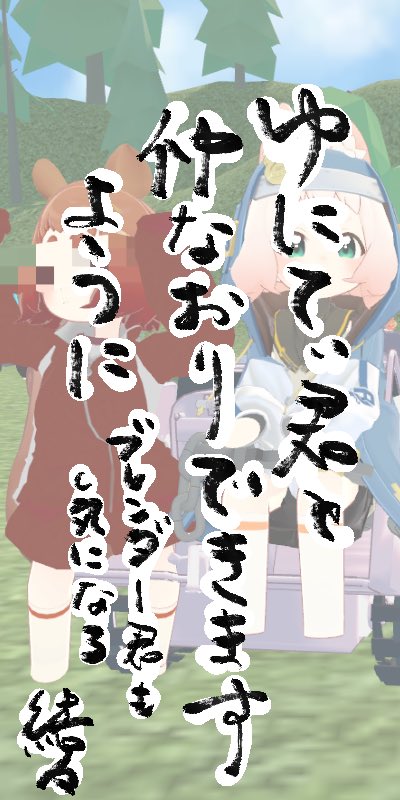 ゆにてぃ君と
仲なおりできます
ように
ブレンダー君も
気になる
綾